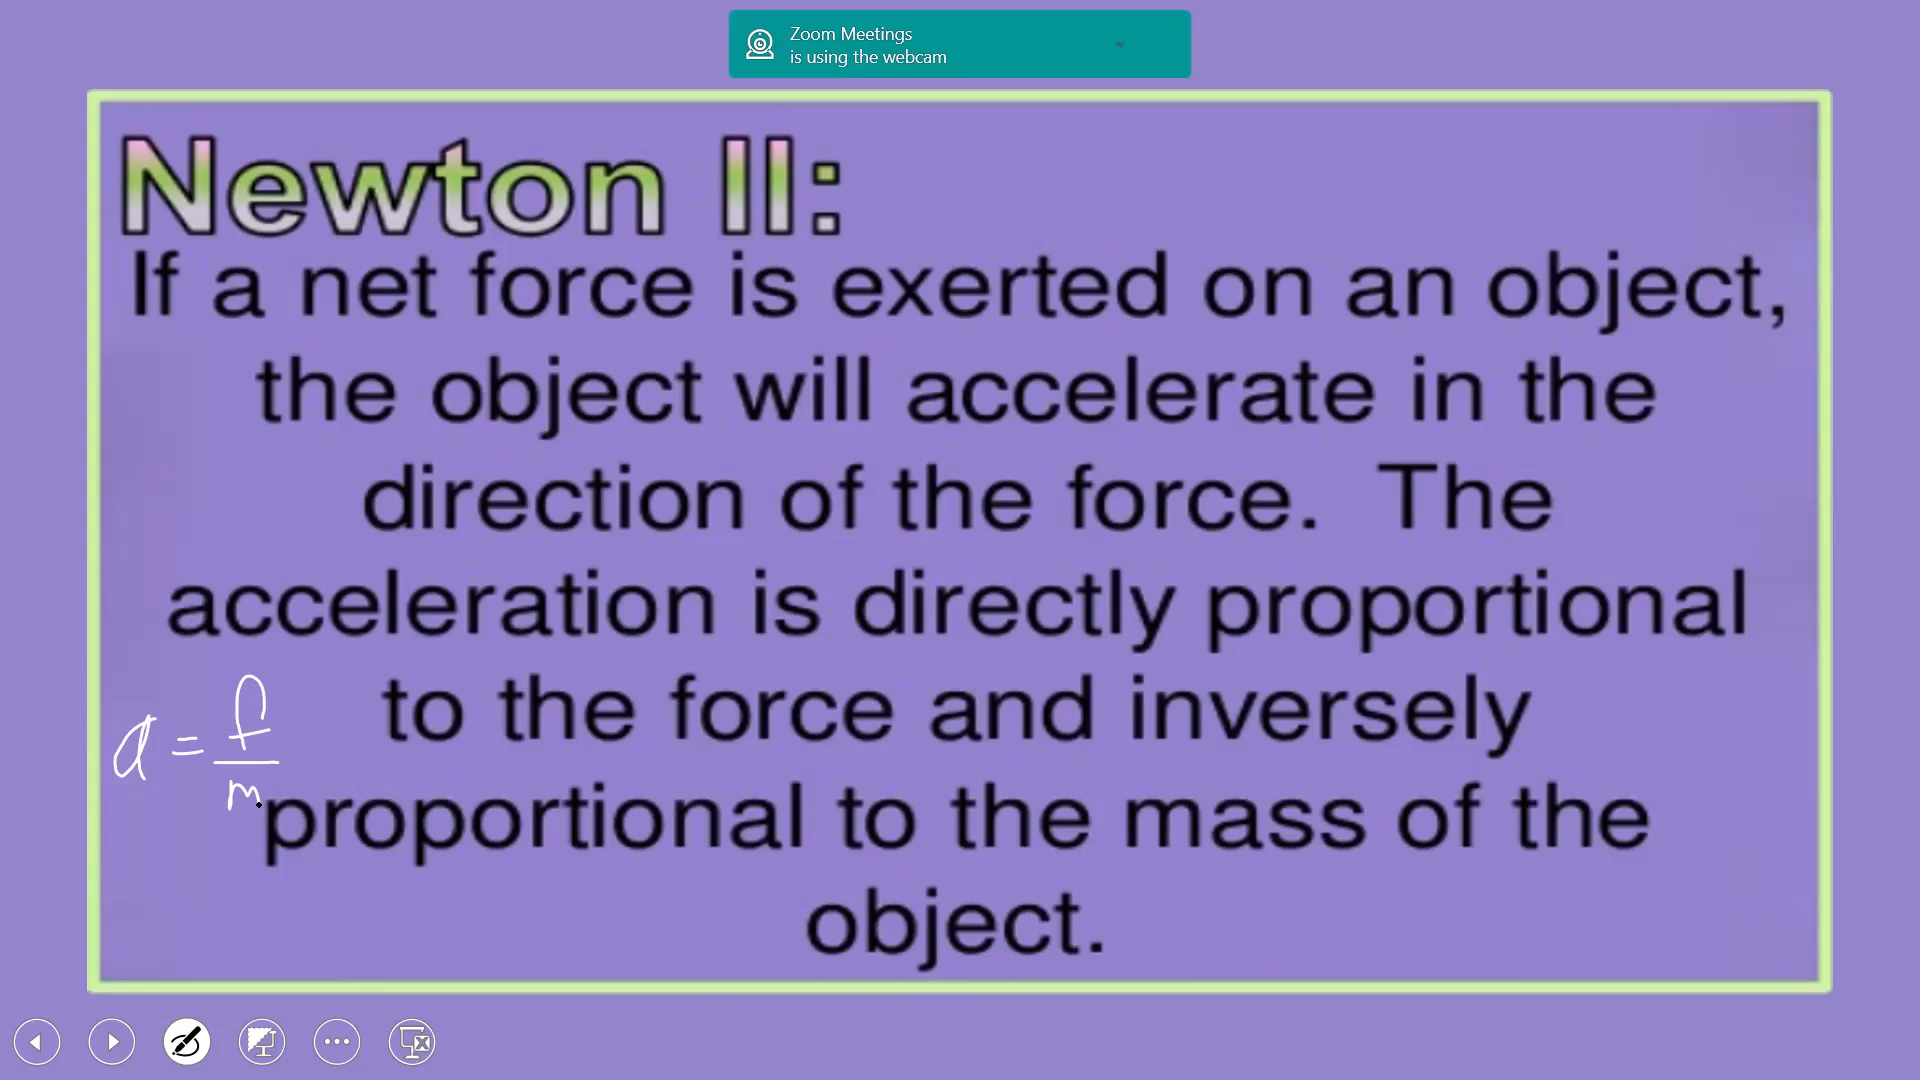 Zoom Meetings
is using the webcam
Newton II:
If a net force is exerted on an object,
the object will accelerate in the
direction of the force. The
acceleration is directly proportional
to the force and inversely
proportional to the mass of the
object.
a = f/m